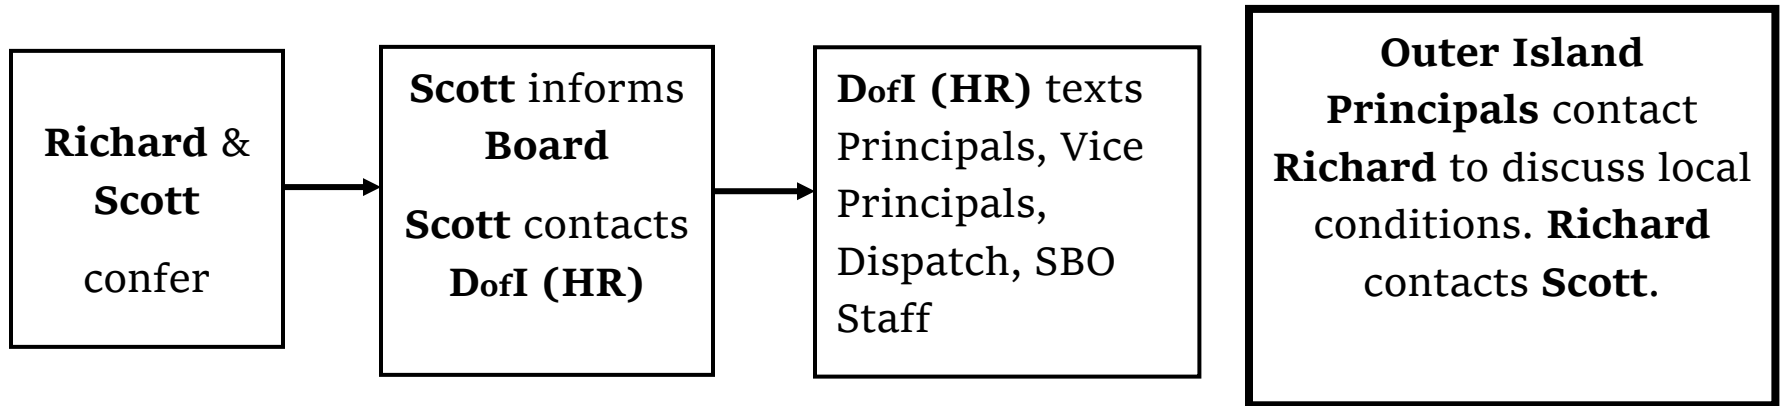 Richard &
Scott
confer
Scott informs
Board
Scott contacts
DofI (HR)
DofI (HR) texts
Principals, Vice
Principals,
Dispatch, SBO
Staff
Outer Island
Principals contact
Richard to discuss local
conditions. Richard
contacts Scott.